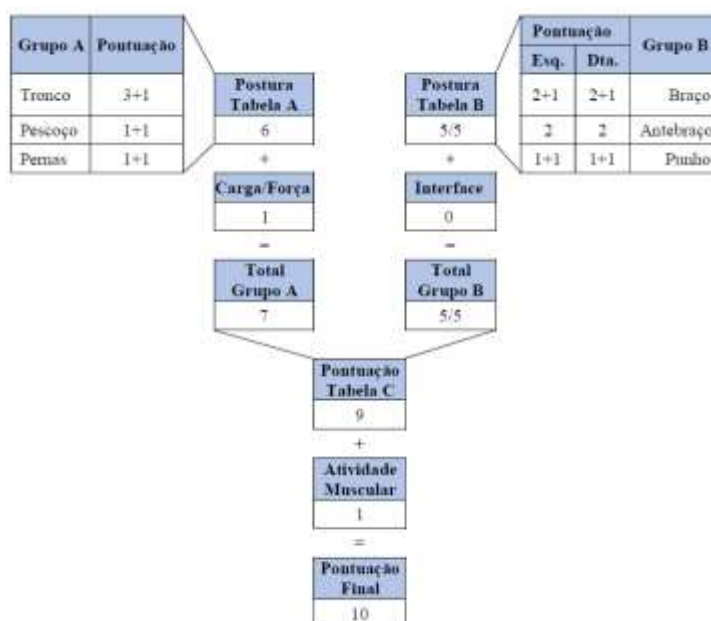 Grupo A Pontuação
Tronco 3+1
Pescoço 1+1
Pernas 1+1
Pontuação Grupo B
Esq. Dta.
2+1 2+1 Braço
2 2 Antebraço
1+1 1+1 Punho
Postura
Tabela A
6
+
Carga/Força
1
=
Total
Grupo A
7
Postura
Tabela B
5/5
+
Interface
0
=
Total
Grupo B
5/5
Pontuação
Tabela C
9
+
Atividade
Muscular
1
=
Pontuação
Final
10